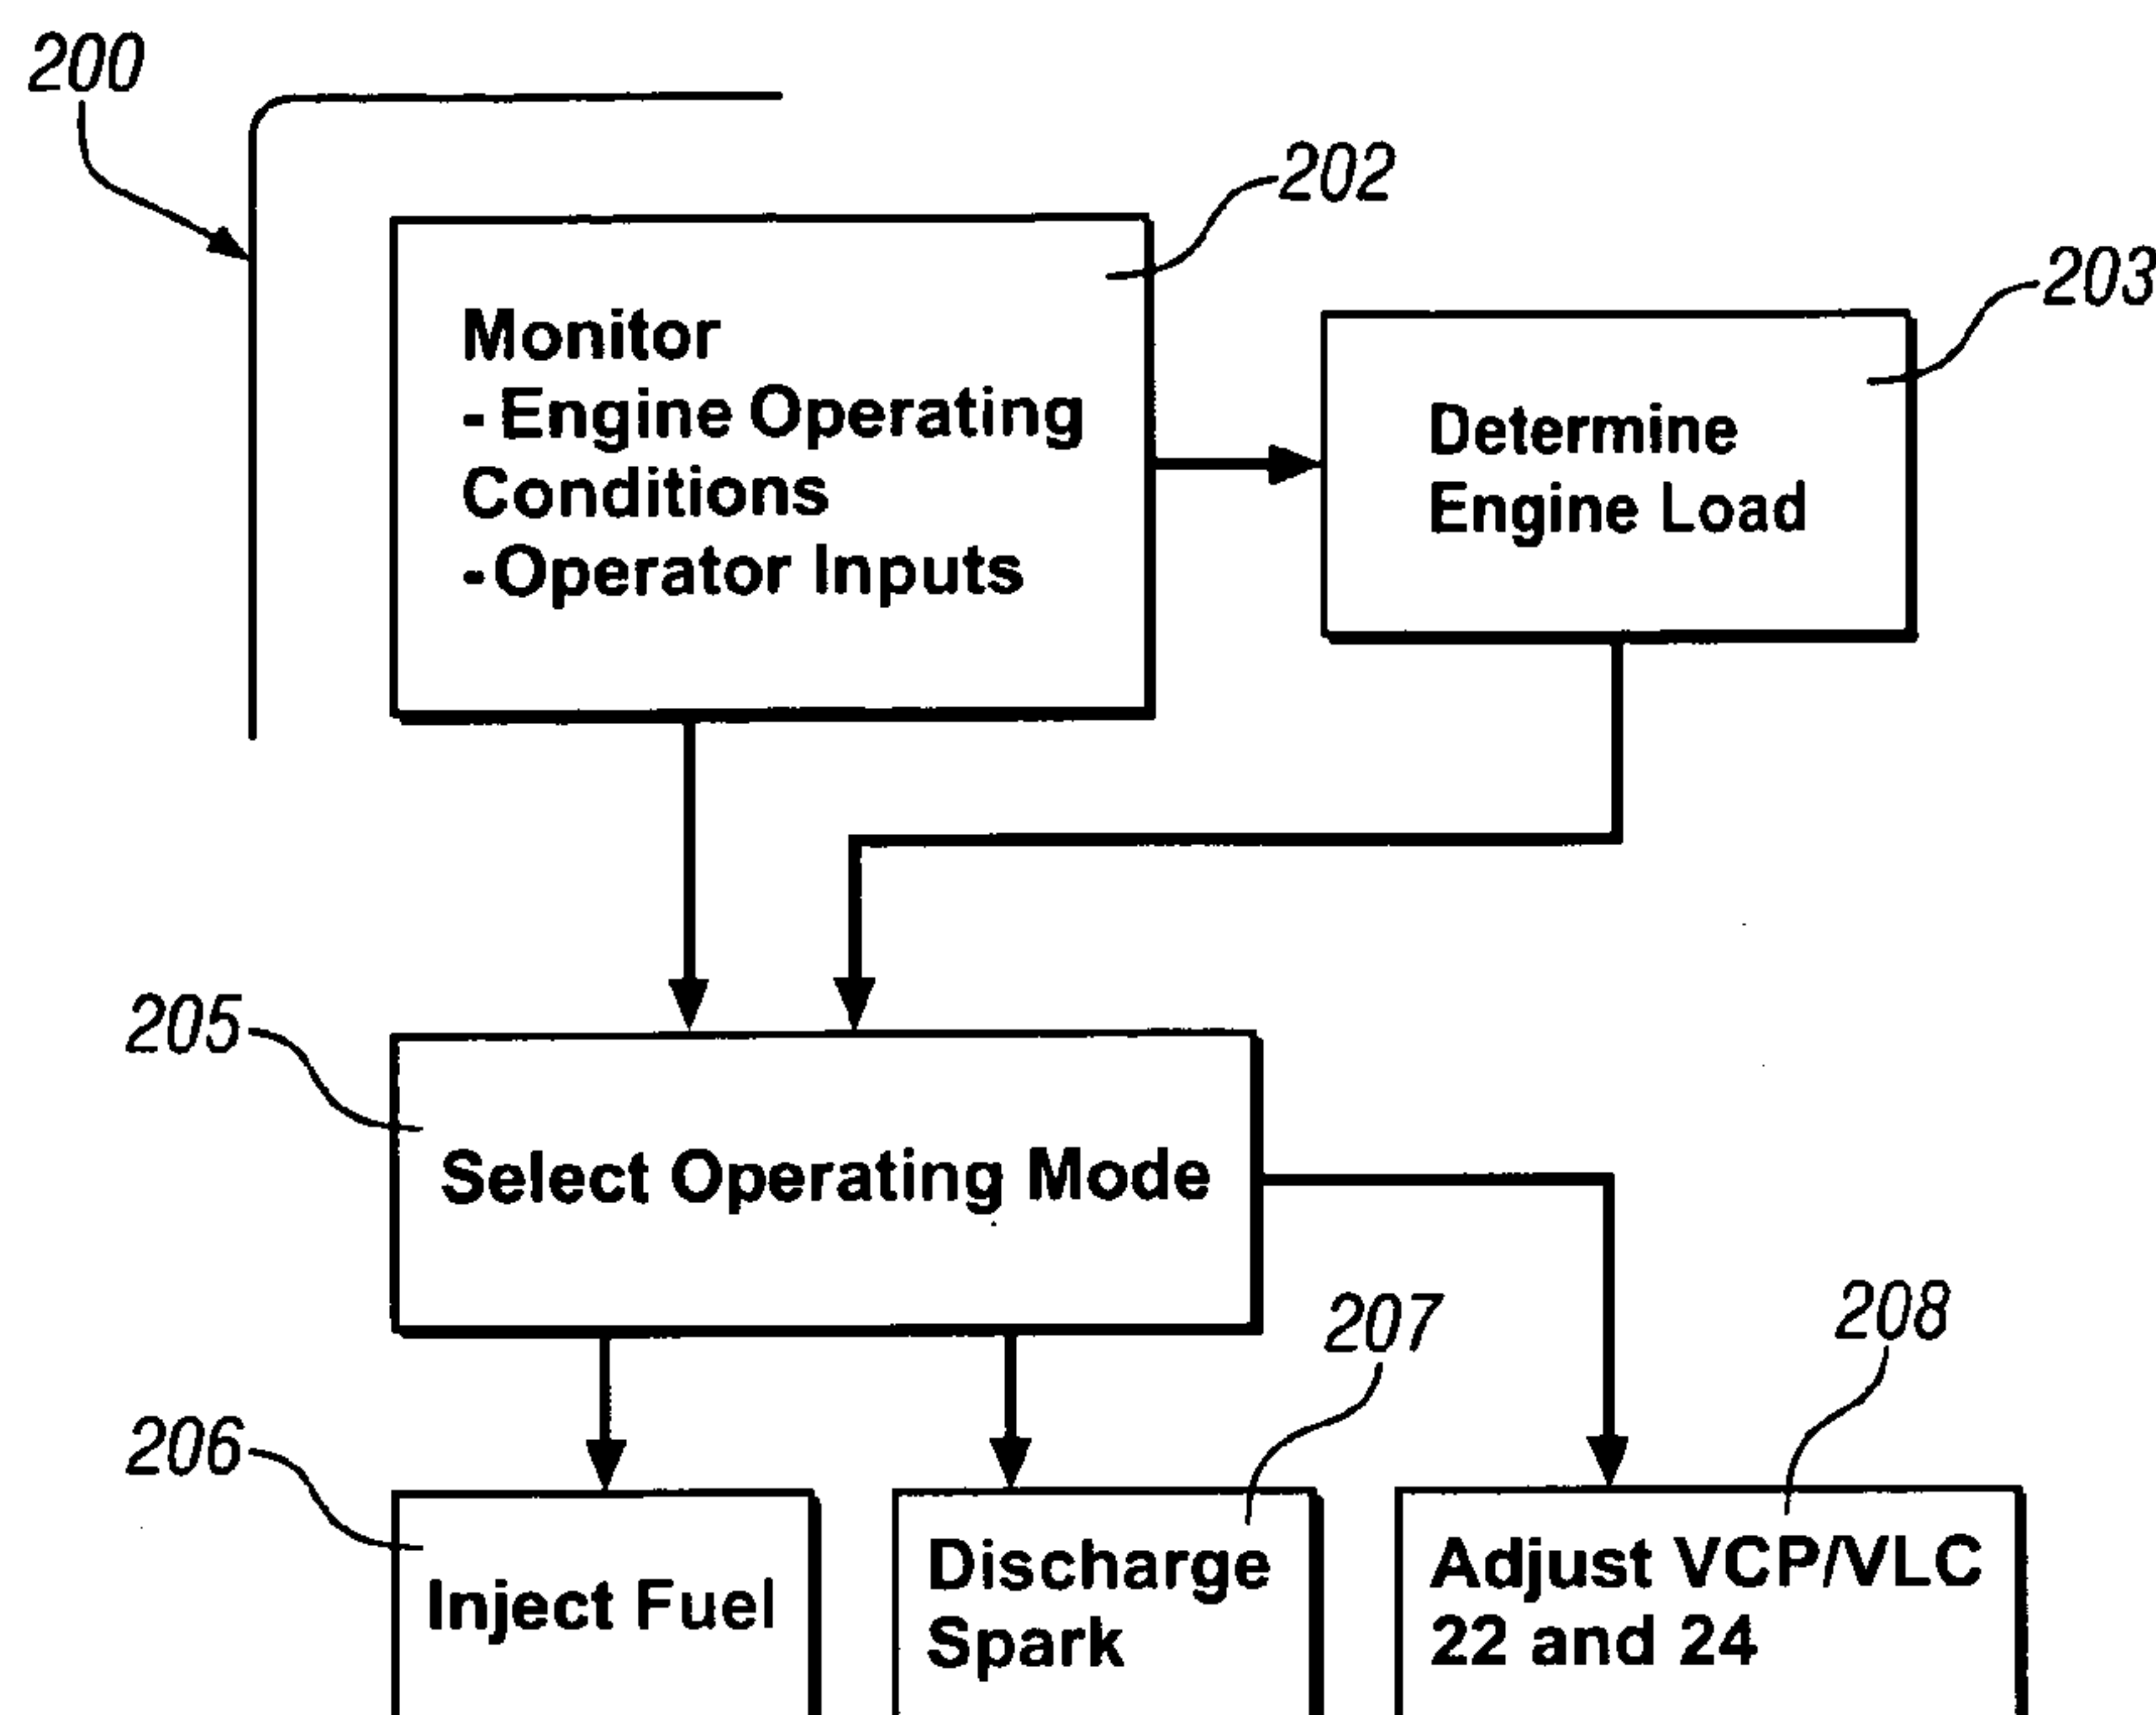 200
202
203
Monitor
- Engine Operating
Conditions
- Operator Inputs
Determine
Engine Load
205
Select Operating Mode
207
208
206
Inject Fuel
Discharge
Spark
Adjust VCP/VLC
22 and 24